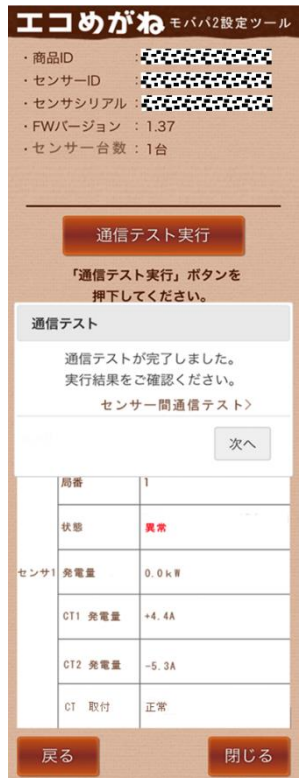 エコめがね モバパ2設定ツール
・商品ID :
・センサーID :
・センサシリアル :
・FWバージョン : 1.37
・センサー台数 : 1台
通信テスト実行
「通信テスト実行」ボタンを
押下してください。
通信テスト
通信テストが完了しました。
実行結果をご確認ください。
センサー間通信テスト>
次へ
センサ1
局番 1
状態 異常
発電量 0.0kW
CT1 発電量 +4.4A
CT2 発電量 -5.3A
CT 取付 正常
戻る 閉じる